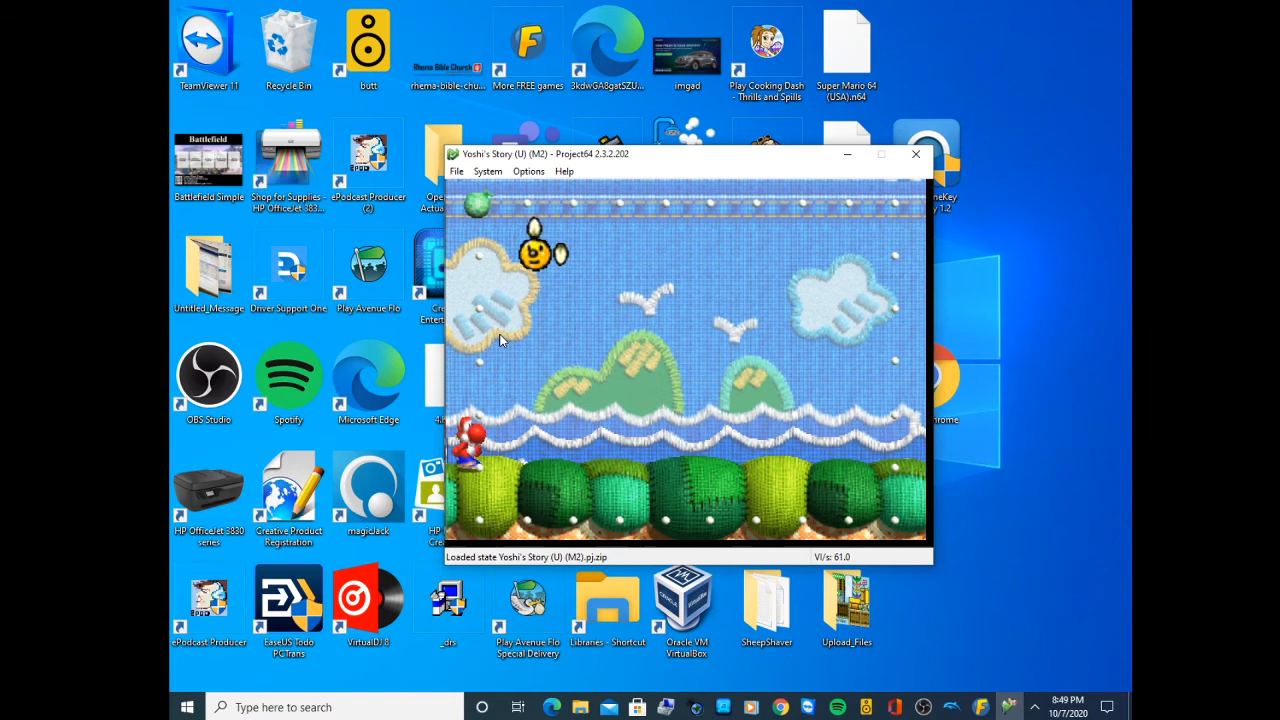 TeamViewer 11
Recycle Bin
butt
Rhema Bible Church
rhema-bible-chu...
More FREE games
3kdwGA8gatSZU...
imgad
Play Cooking Dash
- Thrills and Spills
Super Mario 64
(USA).n64
Battlefield
Battlefield Simple
Shop for Supplies -
HP OfficeJet 383...
ePodcast Producer
(2)
Yoshi's Story (U) (M2) - Project64 2.3.2.202
File System Options Help
Untitled_Message
Driver Support One
Play Avenue Flo
OBS Studio
Spotify
Microsoft Edge
HP OfficeJet 3830
series
Creative Product
Registration
magicJack
Loaded state Yoshi's Story (U) (M2).pj.zip
VI/s: 61.0
ePodcast Producer
EaseUS Todo
PCTrans
VirtualDJ 8
_drs
Play Avenue Flo
Special Delivery
Libraries - Shortcut
Oracle VM
VirtualBox
SheepShaver
Upload_Files
Type here to search
8:49 PM
10/7/2020